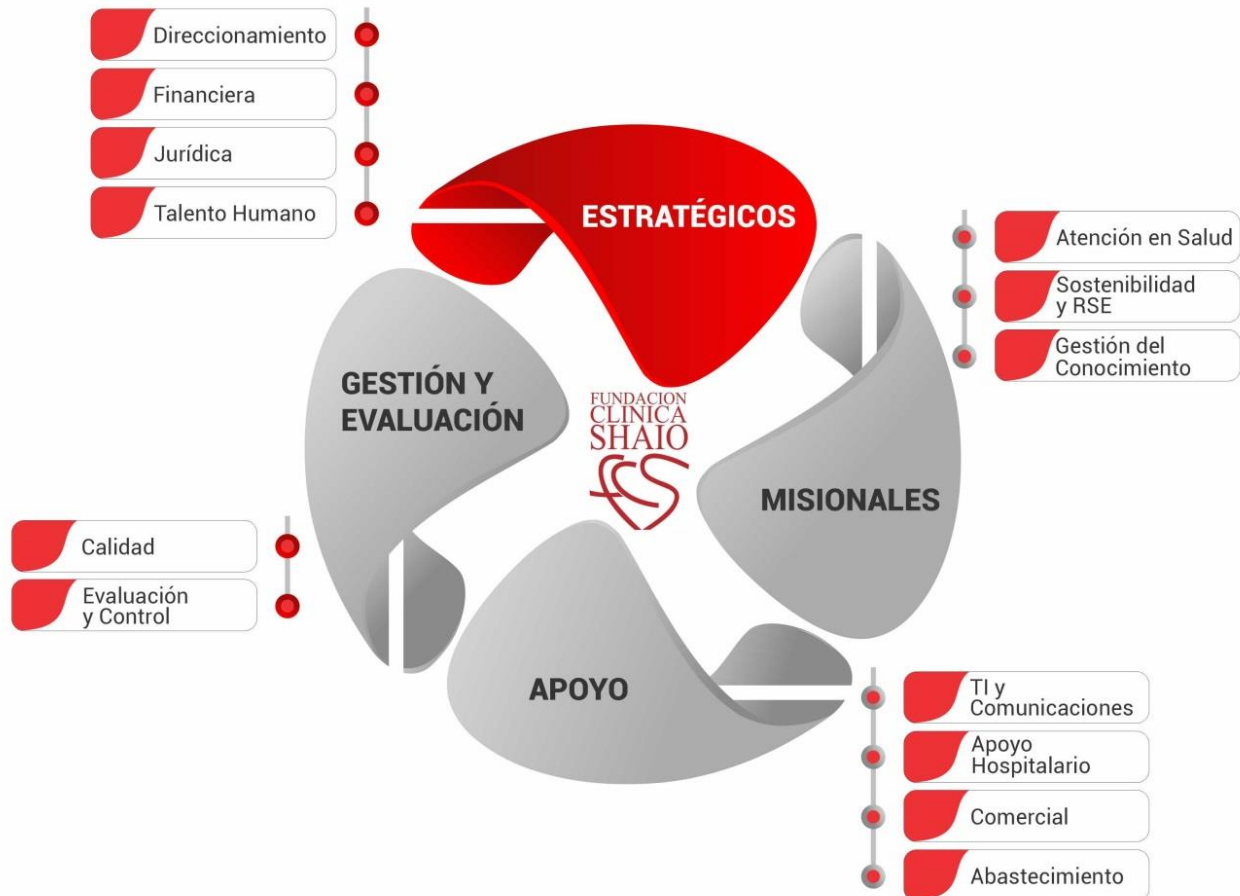 Direccionamiento
Financiera
Jurídica
Talento Humano
ESTRATÉGICOS
Atención en Salud
Sostenibilidad
y RSE
Gestión del
Conocimiento
GESTIÓN Y
EVALUACIÓN
FUNDACION
CLINICA
SHAIO
FCS
MISIONALES
Calidad
Evaluación
y Control
APOYO
TI y
Comunicaciones
Apoyo
Hospitalario
Comercial
Abastecimiento